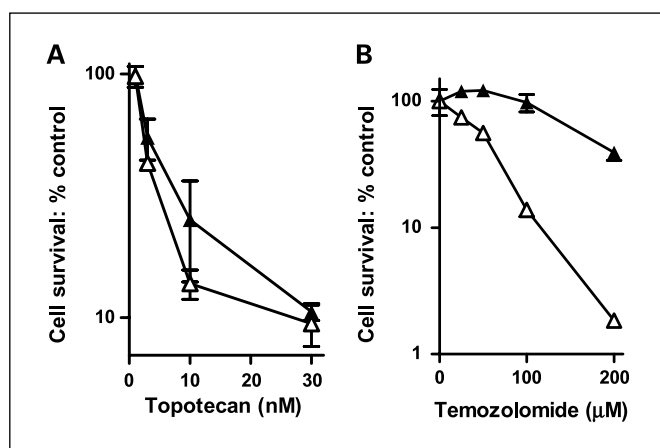 A
B
100
10
Cell survival: % control
0
10
20
30
Topotecan (nM)
100
10
1
Cell survival: % control
0
100
200
Temozolomide (µM)